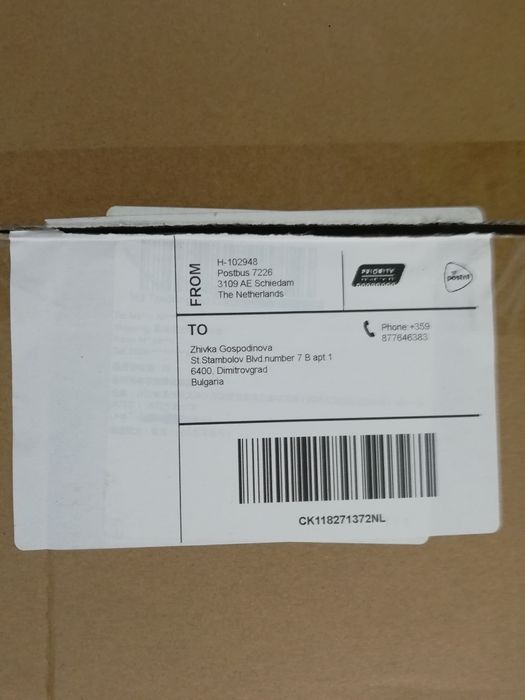 FROM
H-102948
Postbus 7226
3109 AE Schiedam
The Netherlands
PRIORITY
postnl
TO
Phone:+359
877646383
Zhivka Gospodinova
St.Stambolov Blvd.number 7 B apt.1
6400, Dimitrovgrad
Bulgaria
CK118271372NL